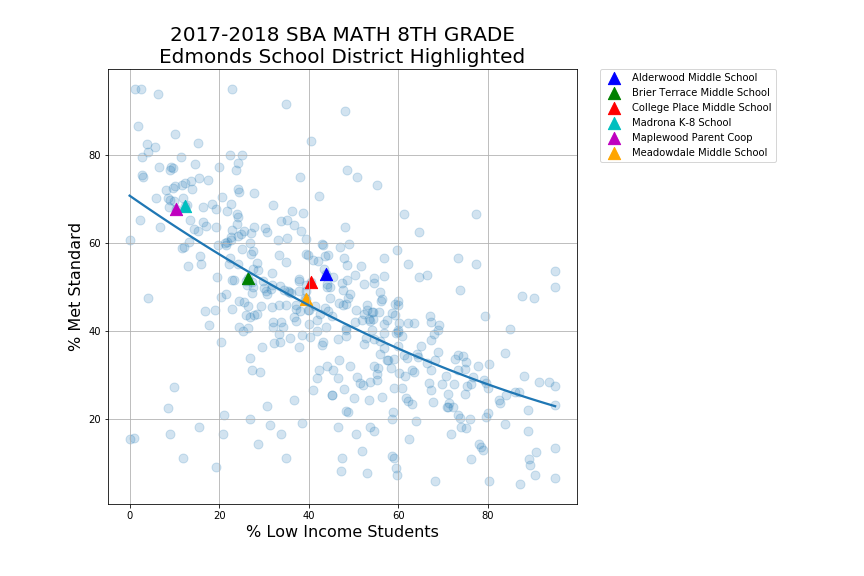 2017-2018 SBA MATH 8TH GRADE
Edmonds School District Highlighted
Alderwood Middle School
Brier Terrace Middle School
College Place Middle School
Madrona K-8 School
Maplewood Parent Coop
Meadowdale Middle School
% Met Standard
80
60
40
20
0 20 40 60 80
% Low Income Students